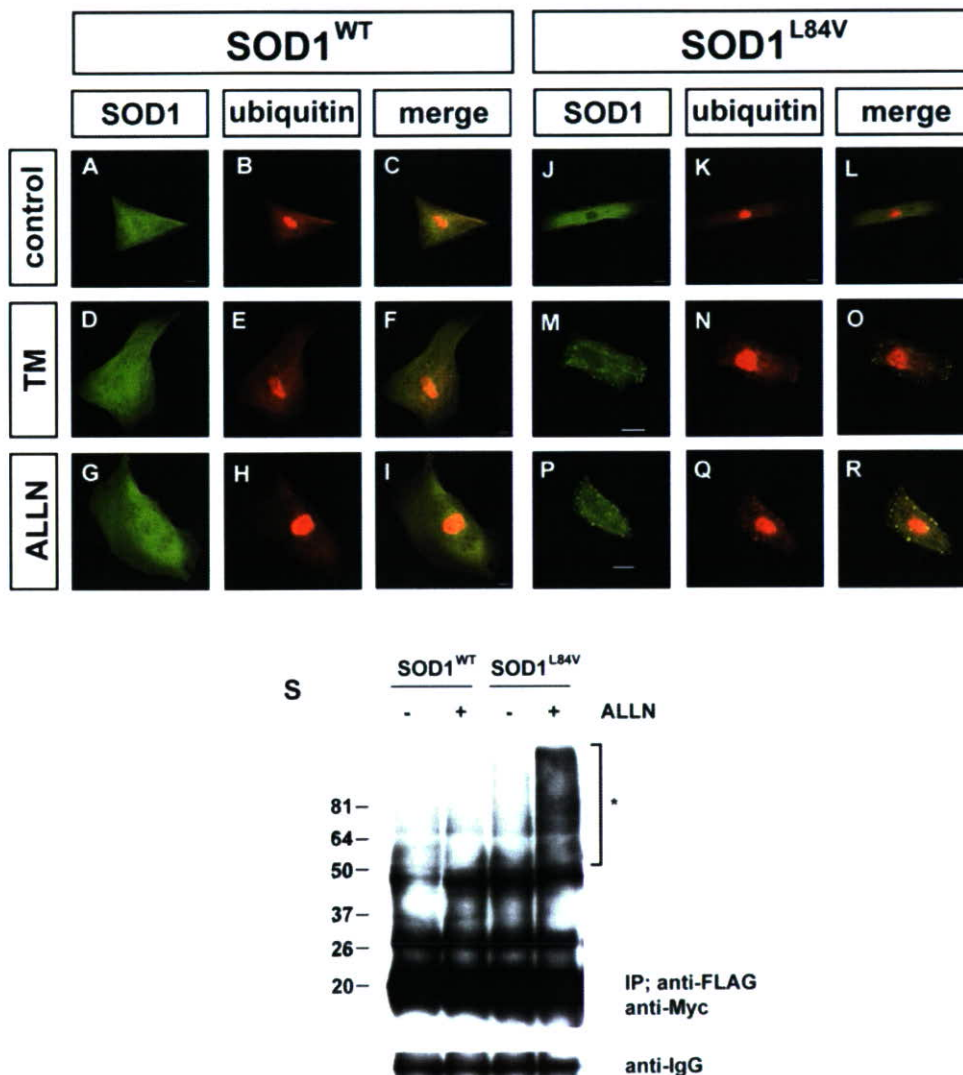 SOD1WT SOD1L84V
SOD1 ubiquitin merge SOD1 ubiquitin merge
control
A B C J K L
TM
D E F M N O
ALLN
G H I P Q R
S
SOD1WT SOD1L84V
- + - + ALLN
81
*
64
50
37
26
20
IP; anti-FLAG
anti-Myc
anti-IgG